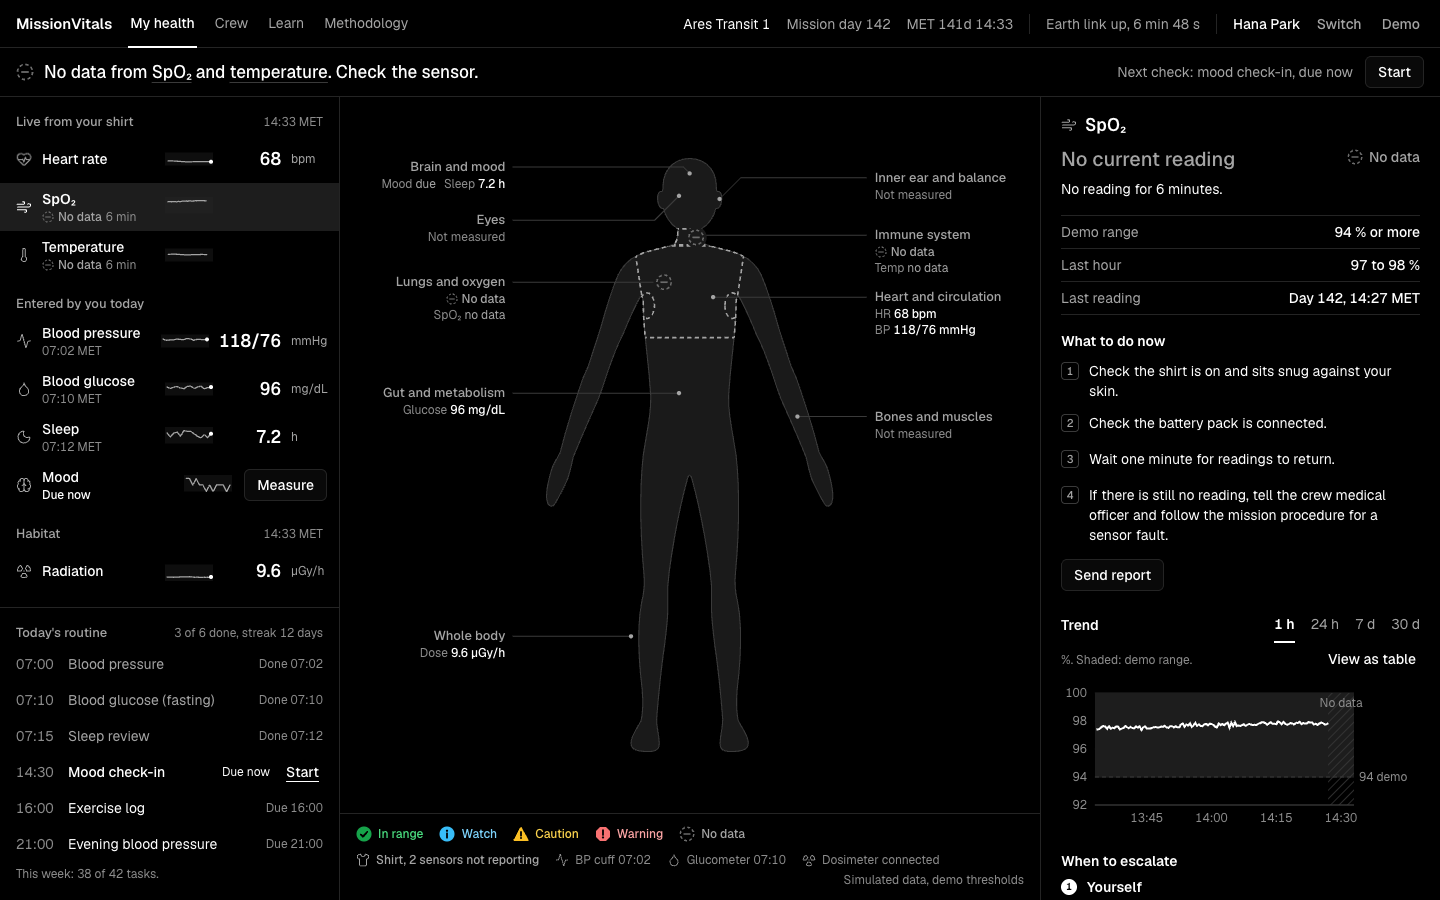 MissionVitals My health Crew Learn Methodology Ares Transit 1 Mission day 142 MET 141d 14:33 Earth link up, 6 min 48 s Hana Park Switch Demo
No data from SpO₂ and temperature. Check the sensor. Next check: mood check-in, due now Start
Live from your shirt 14:33 MET
Heart rate 68 bpm
SpO₂
No data 6 min
Temperature
No data 6 min
Entered by you today
Blood pressure 118/76 mmHg
07:02 MET
Blood glucose 96 mg/dL
07:10 MET
Sleep 7.2 h
07:12 MET
Mood Measure
Due now
Habitat 14:33 MET
Radiation 9.6 µGy/h
Today's routine 3 of 6 done, streak 12 days
07:00 Blood pressure Done 07:02
07:10 Blood glucose (fasting) Done 07:10
07:15 Sleep review Done 07:12
14:30 Mood check-in Due now Start
16:00 Exercise log Due 16:00
21:00 Evening blood pressure Due 21:00
This week: 38 of 42 tasks.
Brain and mood
Mood due Sleep 7.2 h
Eyes
Not measured
Lungs and oxygen
No data
SpO₂ no data
Gut and metabolism
Glucose 96 mg/dL
Whole body
Dose 9.6 µGy/h
Inner ear and balance
Not measured
Immune system
No data
Temp no data
Heart and circulation
HR 68 bpm
BP 118/76 mmHg
Bones and muscles
Not measured
In range Watch Caution Warning No data
Shirt, 2 sensors not reporting BP cuff 07:02 Glucometer 07:10 Dosimeter connected
Simulated data, demo thresholds
SpO₂
No current reading No data
No reading for 6 minutes.
Demo range 94 % or more
Last hour 97 to 98 %
Last reading Day 142, 14:27 MET
What to do now
1 Check the shirt is on and sits snug against your
skin.
2 Check the battery pack is connected.
3 Wait one minute for readings to return.
4 If there is still no reading, tell the crew medical
officer and follow the mission procedure for a
sensor fault.
Send report
Trend 1 h 24 h 7 d 30 d
%. Shaded: demo range. View as table
100
No data
98
96
94 94 demo
92
13:45 14:00 14:15 14:30
When to escalate
1 Yourself